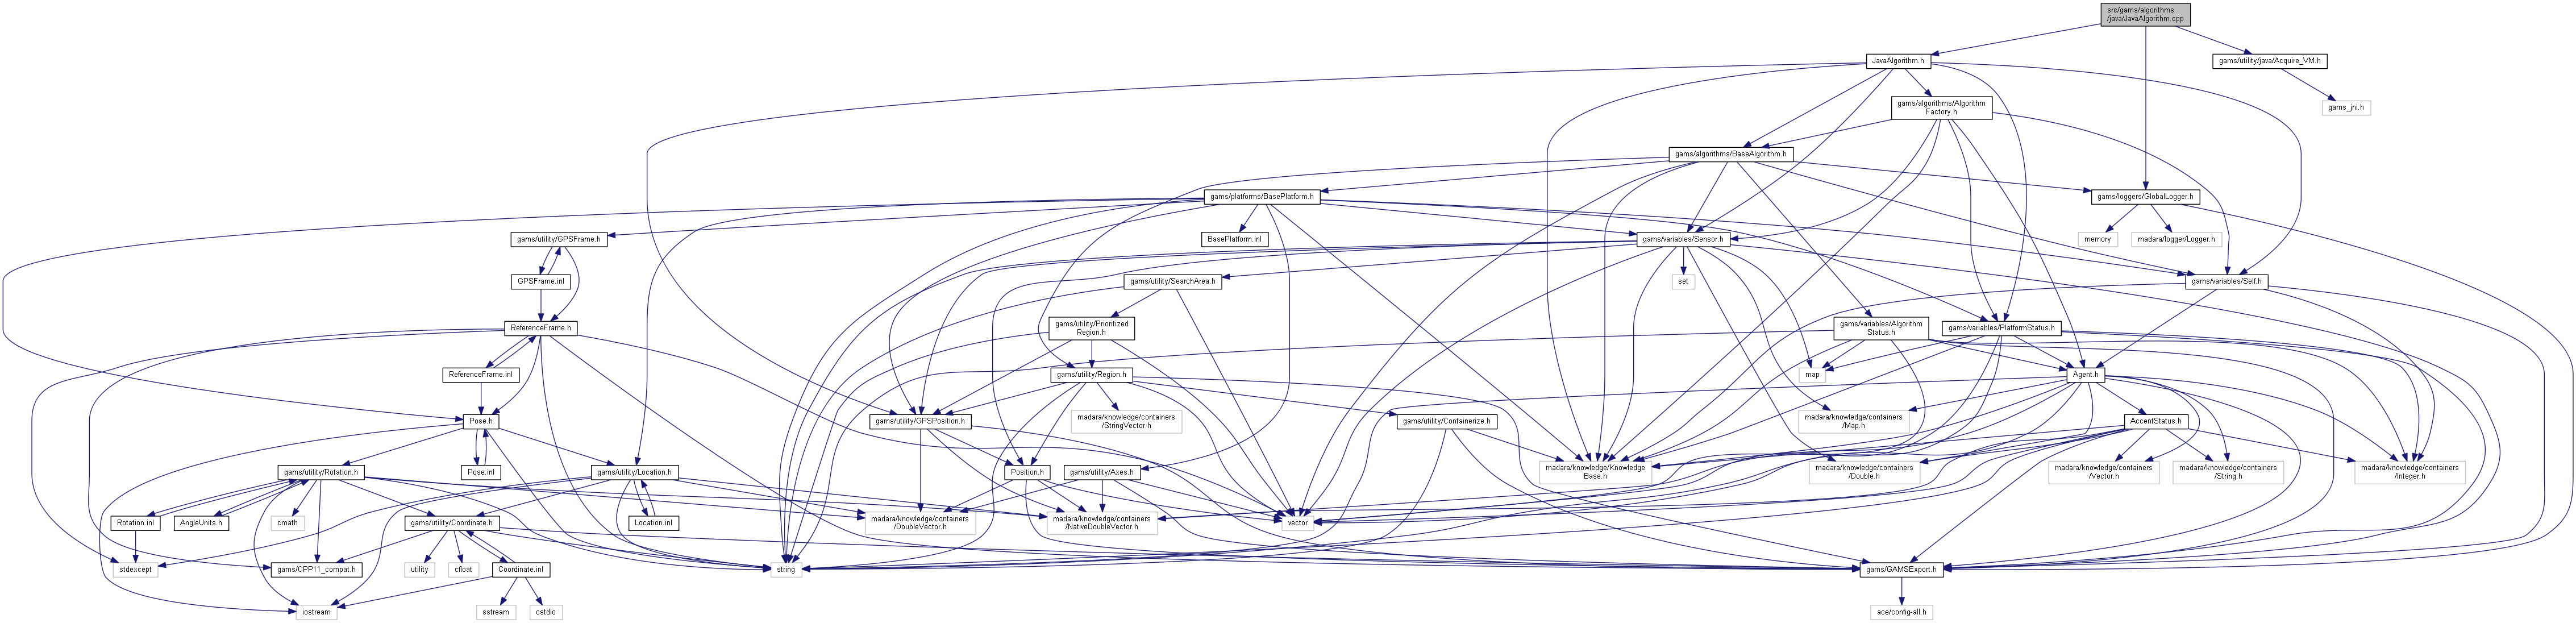 src/gams/algorithms
/java/JavaAlgorithm.cpp
JavaAlgorithm.h
gams/utility/java/Acquire_VM.h
gams/algorithms/Algorithm
Factory.h
gams_jni.h
gams/algorithms/BaseAlgorithm.h
gams/platforms/BasePlatform.h
gams/loggers/GlobalLogger.h
gams/utility/GPSFrame.h
BasePlatform.inl
gams/variables/Sensor.h
memory
madara/logger/Logger.h
GPSFrame.inl
gams/utility/SearchArea.h
set
gams/variables/Self.h
ReferenceFrame.h
gams/utility/Prioritized
Region.h
gams/variables/Algorithm
Status.h
gams/variables/PlatformStatus.h
ReferenceFrame.inl
gams/utility/Region.h
map
Agent.h
Pose.h
gams/utility/GPSPosition.h
madara/knowledge/containers
/StringVector.h
gams/utility/Containerize.h
madara/knowledge/containers
/Map.h
AccentStatus.h
gams/utility/Rotation.h
Pose.inl
gams/utility/Location.h
Position.h
gams/utility/Axes.h
madara/knowledge/Knowledge
Base.h
madara/knowledge/containers
/Double.h
madara/knowledge/containers
/Vector.h
madara/knowledge/containers
/String.h
madara/knowledge/containers
/Integer.h
Rotation.inl
AngleUnits.h
cmath
gams/utility/Coordinate.h
Location.inl
madara/knowledge/containers
/DoubleVector.h
madara/knowledge/containers
/NativeDoubleVector.h
vector
stdexcept
gams/CPP11_compat.h
utility
cfloat
Coordinate.inl
string
gams/GAMSExport.h
iostream
sstream
cstdio
ace/config-all.h